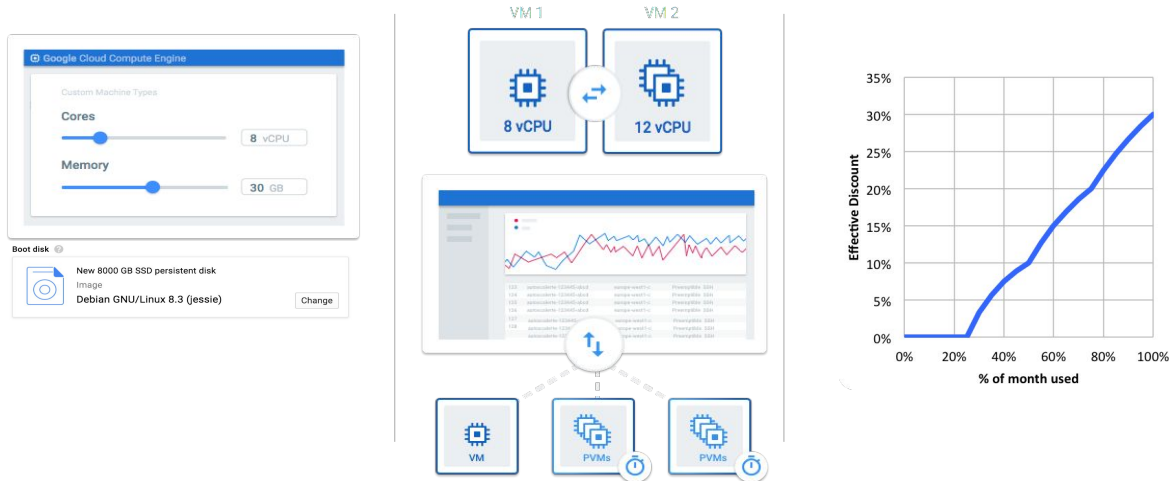 Google Cloud Compute Engine
Custom Machine Types
Cores
8 vCPU
Memory
30 GB
Boot disk
New 8000 GB SSD persistent disk
Image
Debian GNU/Linux 8.3 (jessie)
Change
VM 1
VM 2
8 vCPU
12 vCPU
VM
PVMs
PVMs
35%
30%
25%
20%
15%
10%
5%
0%
Effective Discount
0% 20% 40% 60% 80% 100%
% of month used